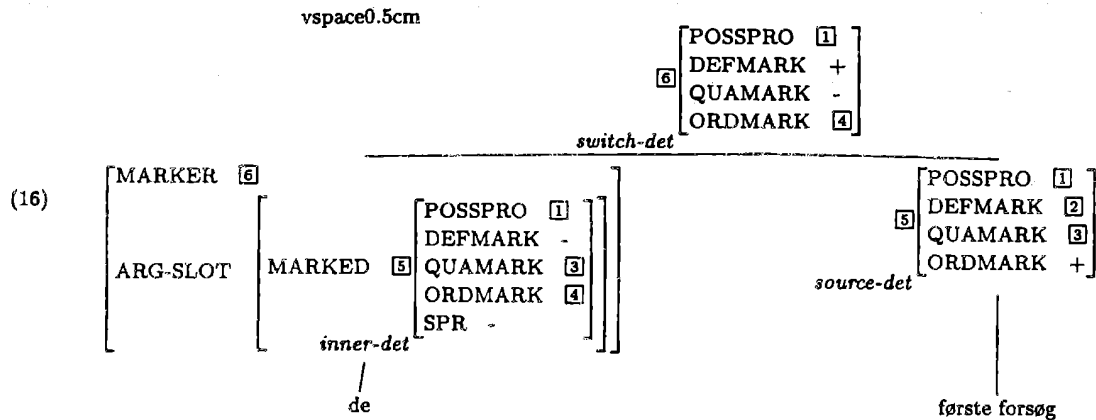 vspace0.5cm
6 [POSSPRO 1
DEFMARK +
QUAMARK -
ORDMARK 4]
switch-det
(16)
[MARKER 6
ARG-SLOT [MARKED 5 [POSSPRO 1
DEFMARK -
QUAMARK 3
ORDMARK 4
SPR -]]]
inner-det
de
5 [POSSPRO 1
DEFMARK 2
QUAMARK 3
ORDMARK +]
source-det
første forsøg